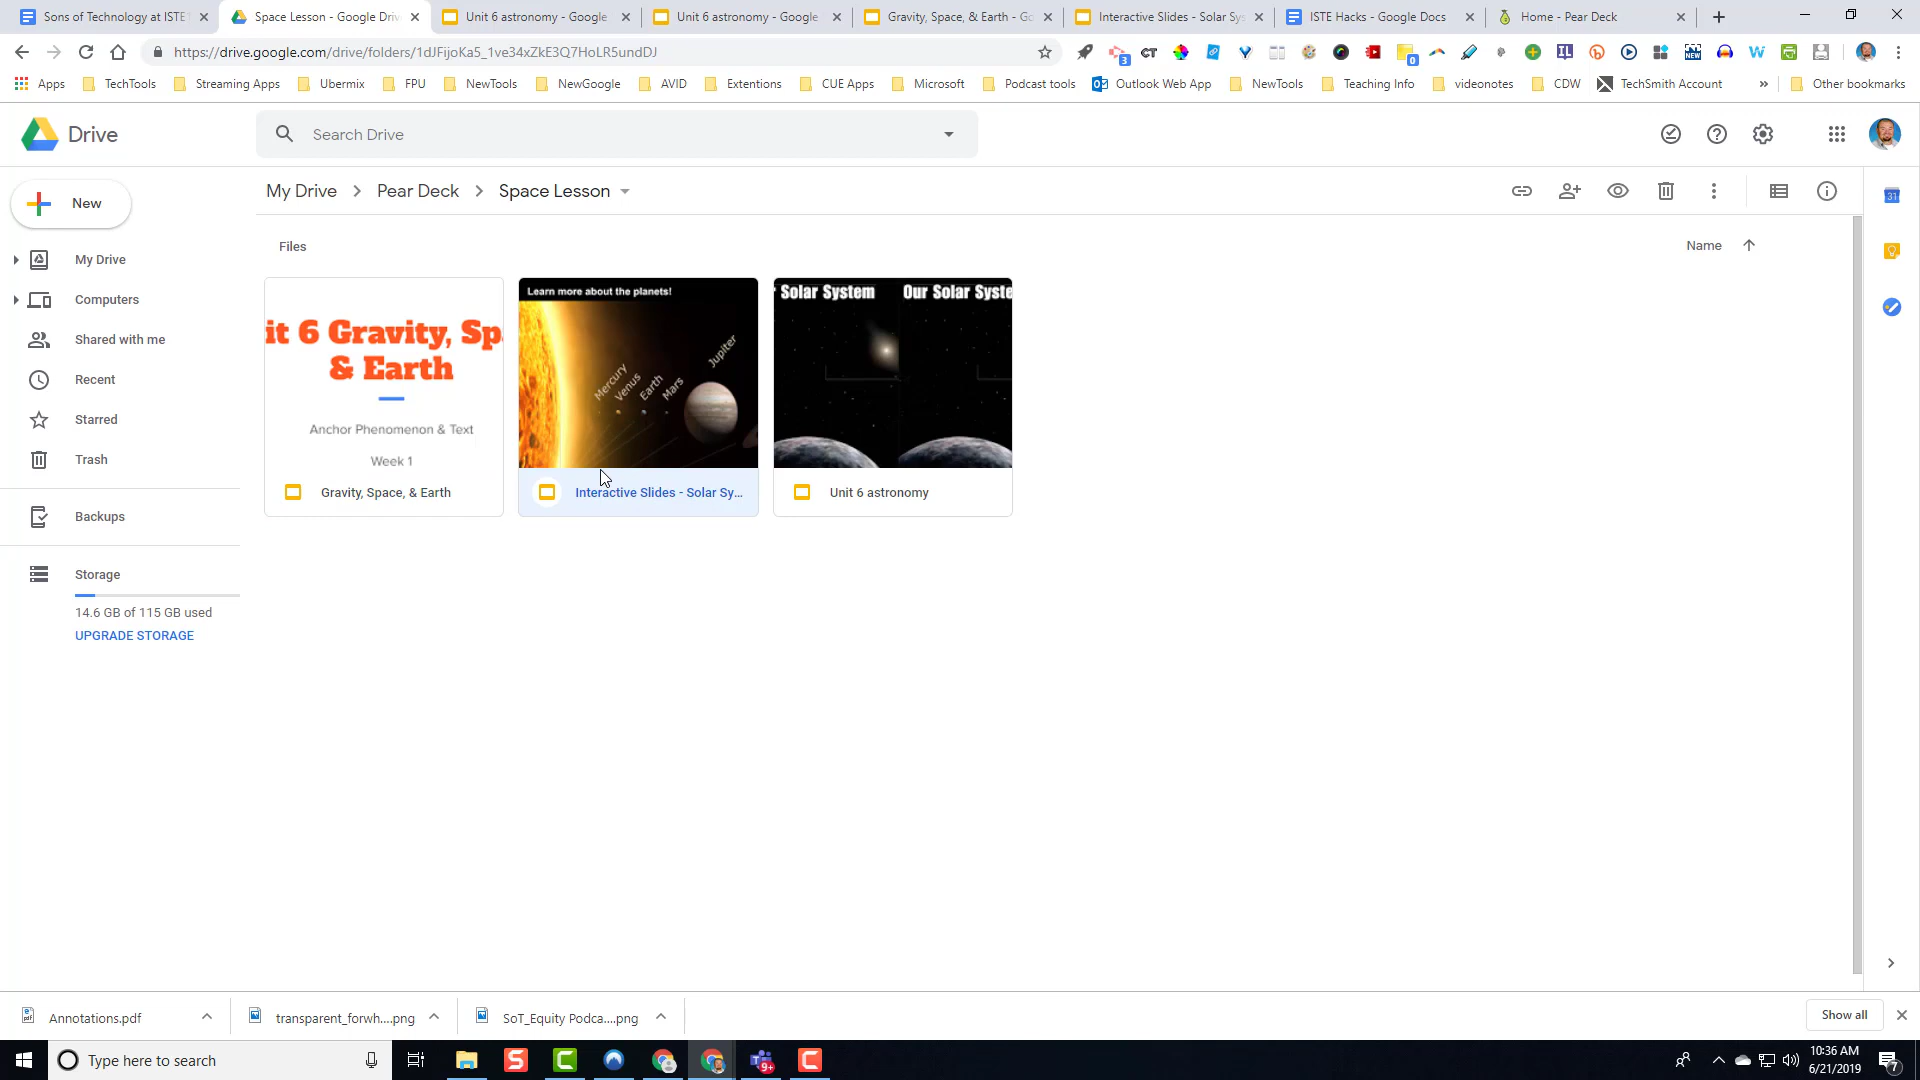 Sons of Technology at ISTE
Space Lesson - Google Driv
Unit 6 astronomy - Google
Unit 6 astronomy - Google
Gravity, Space, & Earth - Go
Interactive Slides - Solar Sys
ISTE Hacks - Google Docs
Home - Pear Deck
https://drive.google.com/drive/folders/1dJFijoKa5_1ve34xZkE3Q7HoLR5undDJ
Apps
TechTools
Streaming Apps
Ubermix
FPU
NewTools
NewGoogle
AVID
Extentions
CUE Apps
Microsoft
Podcast tools
Outlook Web App
NewTools
Teaching Info
videonotes
CDW
TechSmith Account
»
Other bookmarks
Drive
Search Drive
New
My Drive
Computers
Shared with me
Recent
Starred
Trash
Backups
Storage
14.6 GB of 115 GB used
UPGRADE STORAGE
My Drive > Pear Deck > Space Lesson
Files
Name
it 6 Gravity, Sp
& Earth
Anchor Phenomenon & Text
Week 1
Gravity, Space, & Earth
Learn more about the planets!
Mercury
Venus
Earth
Mars
Jupiter
Interactive Slides - Solar Sy...
Solar System
Our Solar Syste
Unit 6 astronomy
31
Annotations.pdf
transparent_forwh....png
SoT_Equity Podca....png
Show all
Type here to search
9+
10:36 AM
6/21/2019
7